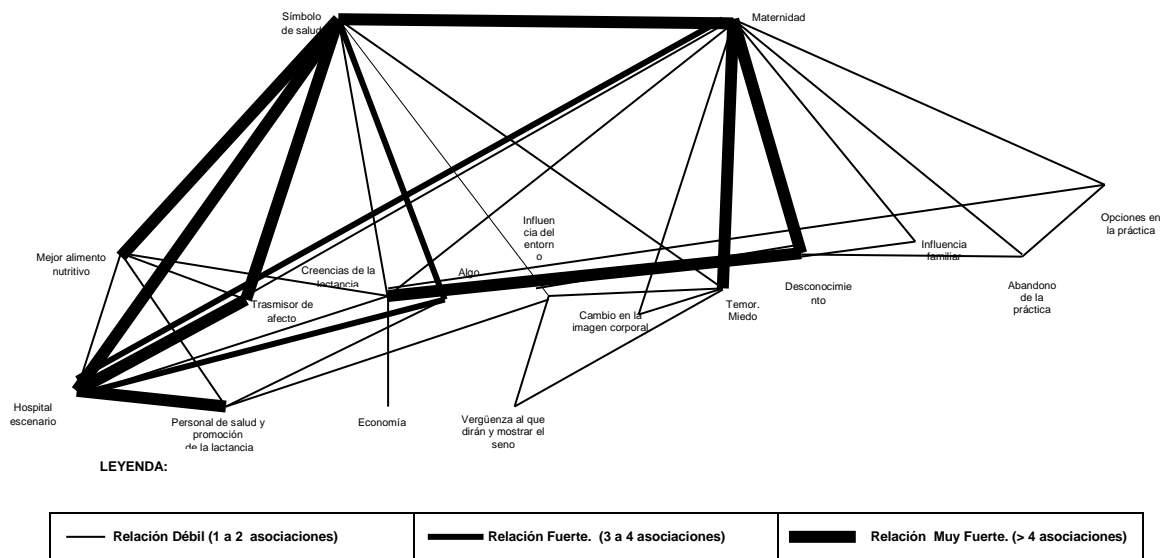 Símbolo
de salud
Maternidad
Influen
cia del
entorn
o
Opciones en
la práctica
Mejor alimento
nutritivo
Creencias de la
lactancia
Algo
Influencia
familiar
Trasmisor de
afecto
Cambio en la
imagen corporal
Temor.
Miedo
Desconocimie
nto
Abandono
de la
práctica
Hospital
escenario
Personal de salud y
promoción
de la lactancia
Economía
Vergüenza al que
dirán y mostrar el
seno
LEYENDA:
Relación Débil (1 a 2 asociaciones)
Relación Fuerte. (3 a 4 asociaciones)
Relación Muy Fuerte. (> 4 asociaciones)